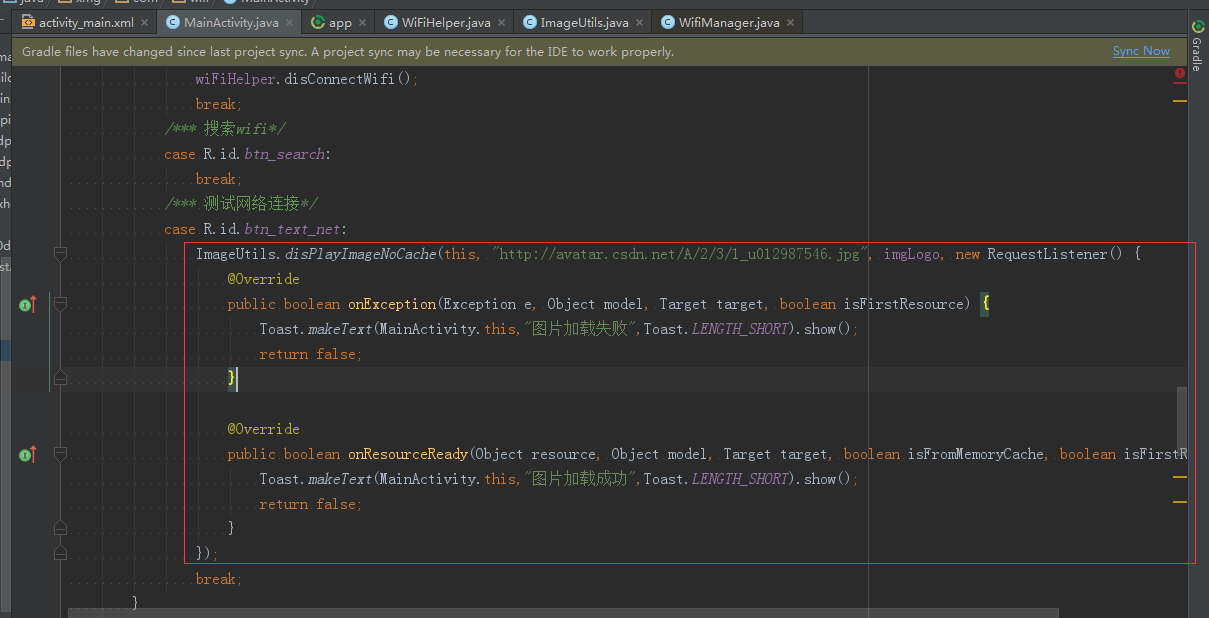 java xmg com wifi MainActivity
activity_main.xml × MainActivity.java × app × WiFiHelper.java × ImageUtils.java × WifiManager.java ×
Gradle files have changed since last project sync. A project sync may be necessary for the IDE to work properly. Sync Now
Gradle
wiFiHelper.disConnectWifi();
break;
/*** 搜索wifi*/
case R.id.btn_search:
break;
/*** 测试网络连接*/
case R.id.btn_text_net:
ImageUtils.disPlayImageNoCache(this, "http://avatar.csdn.net/A/2/3/1_u012987546.jpg", imgLogo, new RequestListener() {
@Override
public boolean onException(Exception e, Object model, Target target, boolean isFirstResource) {
Toast.makeText(MainActivity.this,"图片加载失败",Toast.LENGTH_SHORT).show();
return false;
}
@Override
public boolean onResourceReady(Object resource, Object model, Target target, boolean isFromMemoryCache, boolean isFirstR
Toast.makeText(MainActivity.this,"图片加载成功",Toast.LENGTH_SHORT).show();
return false;
}
});
break;
}